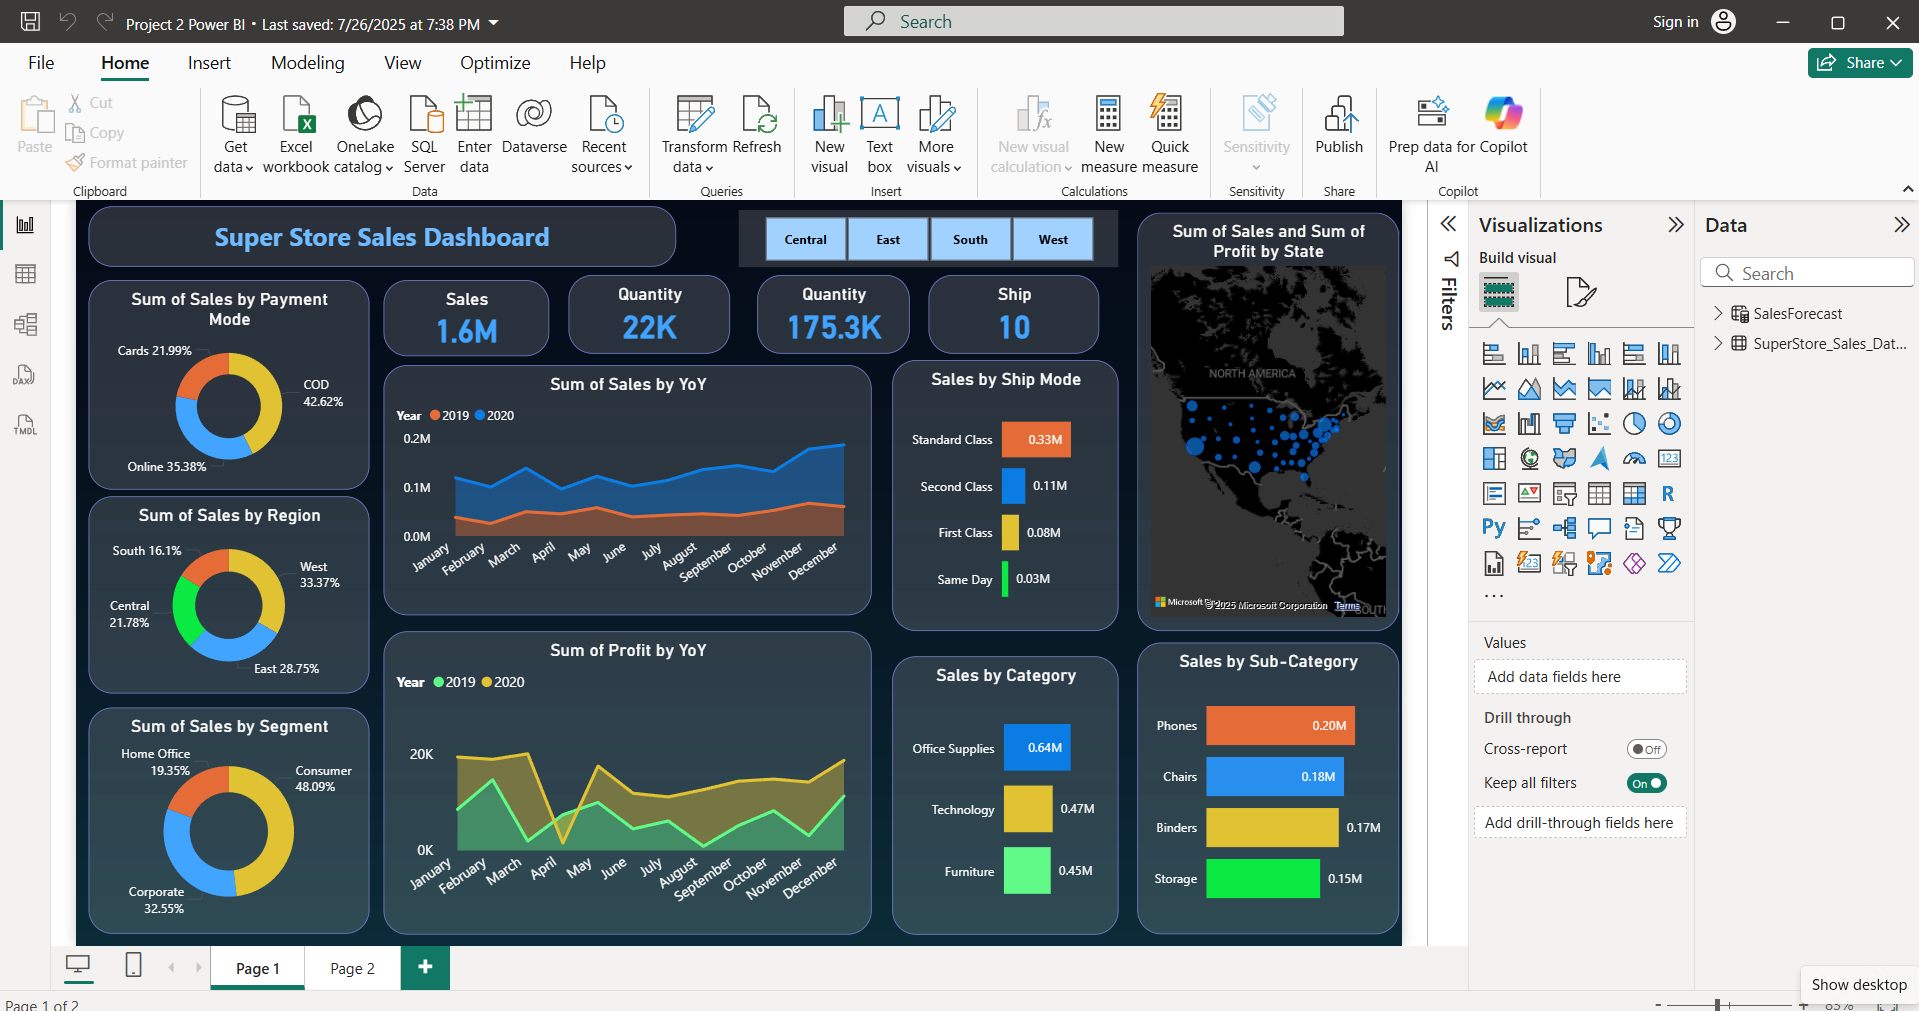 Project 2 Power BI • Last saved: 7/26/2025 at 7:38 PM
Search
Sign in
File
Home
Insert
Modeling
View
Optimize
Help
Share
Paste
Cut
Copy
Format painter
Clipboard
Get data
Excel workbook
OneLake catalog
SQL Server
Enter data
Dataverse
Recent sources
Data
Transform data
Refresh
Queries
New visual
Text box
More visuals
Insert
New visual calculation
New measure
Quick measure
Calculations
Sensitivity
Sensitivity
Publish
Share
Prep data for AI
Copilot
Copilot
Super Store Sales Dashboard
Central
East
South
West
Sum of Sales by Payment
Mode
Cards 21.99%
COD
42.62%
Online 35.38%
Sales
1.6M
Quantity
22K
Quantity
175.3K
Ship
10
Sum of Sales by YoY
Year 2019 2020
0.2M
0.1M
0.0M
January
February
March
April
May
June
July
August
September
October
November
December
Sales by Ship Mode
Standard Class 0.33M
Second Class 0.11M
First Class 0.08M
Same Day 0.03M
Sum of Sales and Sum of
Profit by State
NORTH AMERICA
© 2025 Microsoft Corporation Terms
Sum of Sales by Region
South 16.1%
West
33.37%
Central
21.78%
East 28.75%
Sum of Profit by YoY
Year 2019 2020
20K
0K
January
February
March
April
May
June
July
August
September
October
November
December
Sales by Category
Office Supplies 0.64M
Technology 0.47M
Furniture 0.45M
Sales by Sub-Category
Phones 0.20M
Chairs 0.18M
Binders 0.17M
Storage 0.15M
Sum of Sales by Segment
Home Office
19.35%
Consumer
48.09%
Corporate
32.55%
Filters
Visualizations
Build visual
123
R
Py
...
Values
Add data fields here
Drill through
Cross-report
Off
Keep all filters
On
Add drill-through fields here
Data
Search
SalesForecast
SuperStore_Sales_Dat...
DAX
TMDL
Page 1
Page 2
+
Page 1 of 2
Show desktop
- + 83%